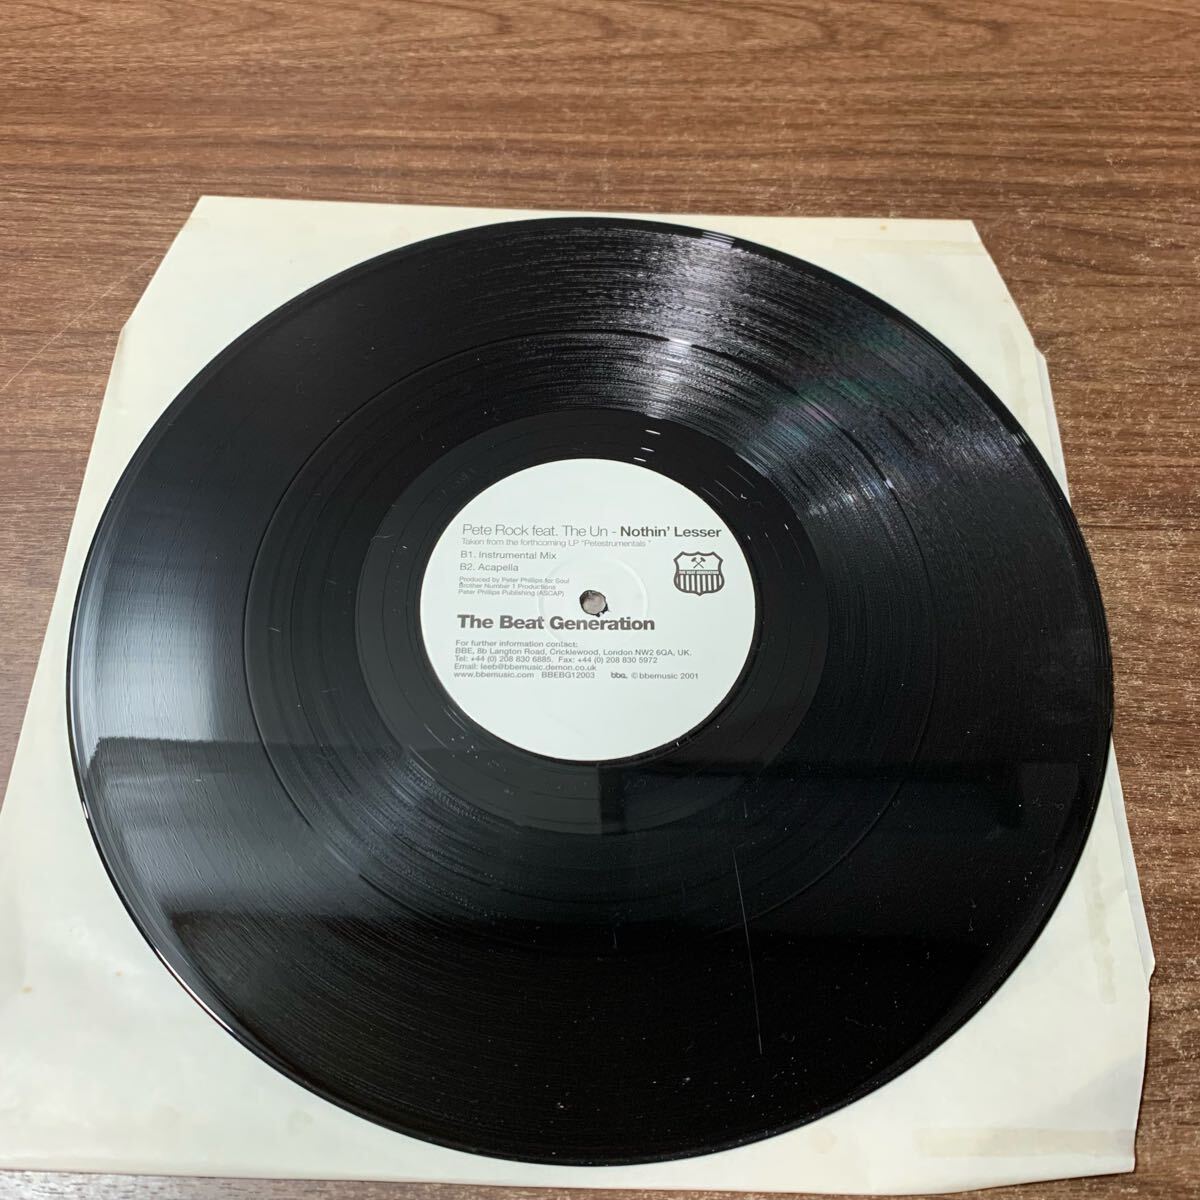 Pete Rock feat. The Un - Nothin' Lesser
Taken from the forthcoming LP "Petestrumentals "
B1. Instrumental Mix
B2. Acapella
THE BEAT GENERATION
Produced by Peter Phillips for Soul
Brother Number 1 Productions
Peter Phillips Publishing (ASCAP)
The Beat Generation
For further information contact:
BBE, 8b Langton Road, Cricklewood, London NW2 6QA, UK.
Tel: +44 (0) 208 830 6885. Fax: +44 (0) 208 830 5972
Email: leeb@bbemusic.demon.co.uk
www.bbemusic.com BBEBG12003 bbe. © bbemusic 2001